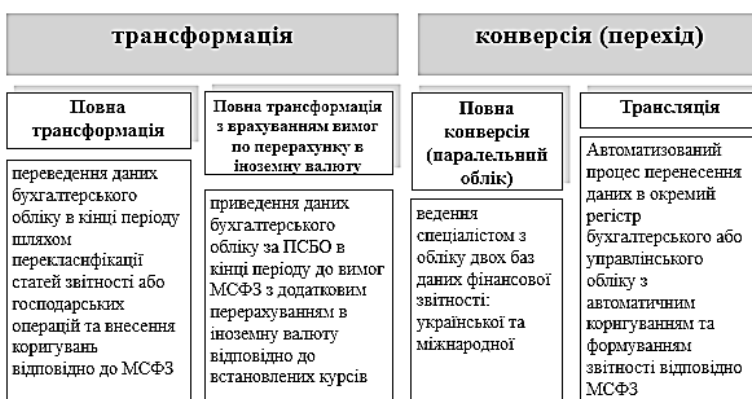 трансформація
конверсія (перехід)
Повна
трансформація
переведення даних
бухгалтерського
обліку в кінці періоду
шляхом
перекласифікації
статей звітності або
господарських
операцій та внесення
коригувань
відповідно до МСФЗ
Повна трансформація
з врахуванням вимог
по перерахунку в
іноземну валюту
приведення даних
бухгалтерського
обліку за ПСБО в
кінці періоду до вимог
МСФЗ з додатковим
перерахуванням в
іноземну валюту
відповідно до
встановлених курсів
Повна
конверсія
(паралельний
облік)
ведення
спеціалістом з
обліку двох баз
даних фінансової
звітності:
української та
міжнародної
Трансляція
Автоматизований
процес перенесення
даних в окремий
регістр
бухгалтерського або
управлінського
обліку з
автоматичним
коригуванням та
формуванням
звітності відповідно
МСФЗ